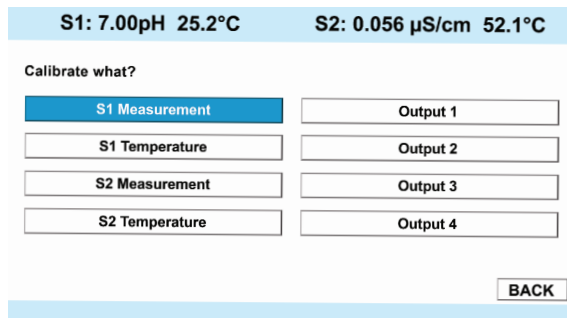 S1: 7.00pH 25.2°C S2: 0.056 µS/cm 52.1°C
Calibrate what?
S1 Measurement
S1 Temperature
S2 Measurement
S2 Temperature
Output 1
Output 2
Output 3
Output 4
BACK